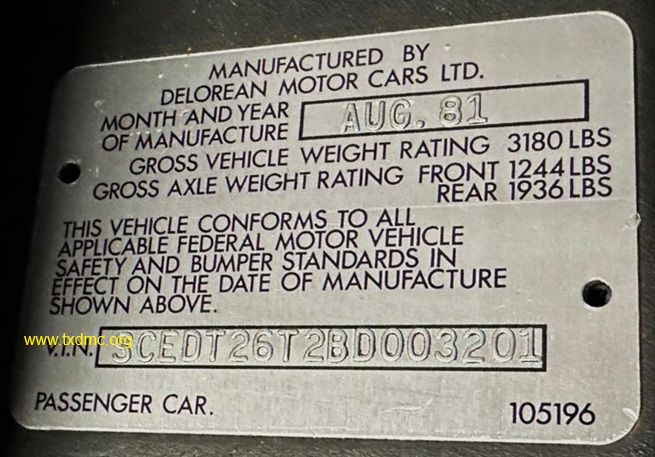 MANUFACTURED BY
DELOREAN MOTOR CARS LTD.
MONTH AND YEAR
OF MANUFACTURE AUG. 81
GROSS VEHICLE WEIGHT RATING 3180 LBS
GROSS AXLE WEIGHT RATING FRONT 1244 LBS
REAR 1936 LBS
THIS VEHICLE CONFORMS TO ALL
APPLICABLE FEDERAL MOTOR VEHICLE
SAFETY AND BUMPER STANDARDS IN
EFFECT ON THE DATE OF MANUFACTURE
SHOWN ABOVE.
www.txdmc.org
V.I.N. SCEDT26T2BD003201
PASSENGER CAR. 105196